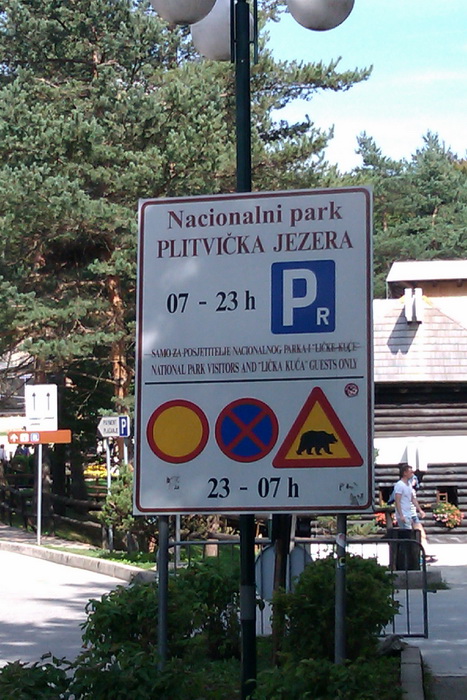 Nacionalni park
PLITVIČKA JEZERA
07 - 23 h
P
R
SAMO ZA POSJETITELJE NACIONALNOG PARKA I "LIČKE KUĆE
NATIONAL PARK VISITORS AND "LIČKA KUĆA" GUESTS ONLY
23 - 07 h
P